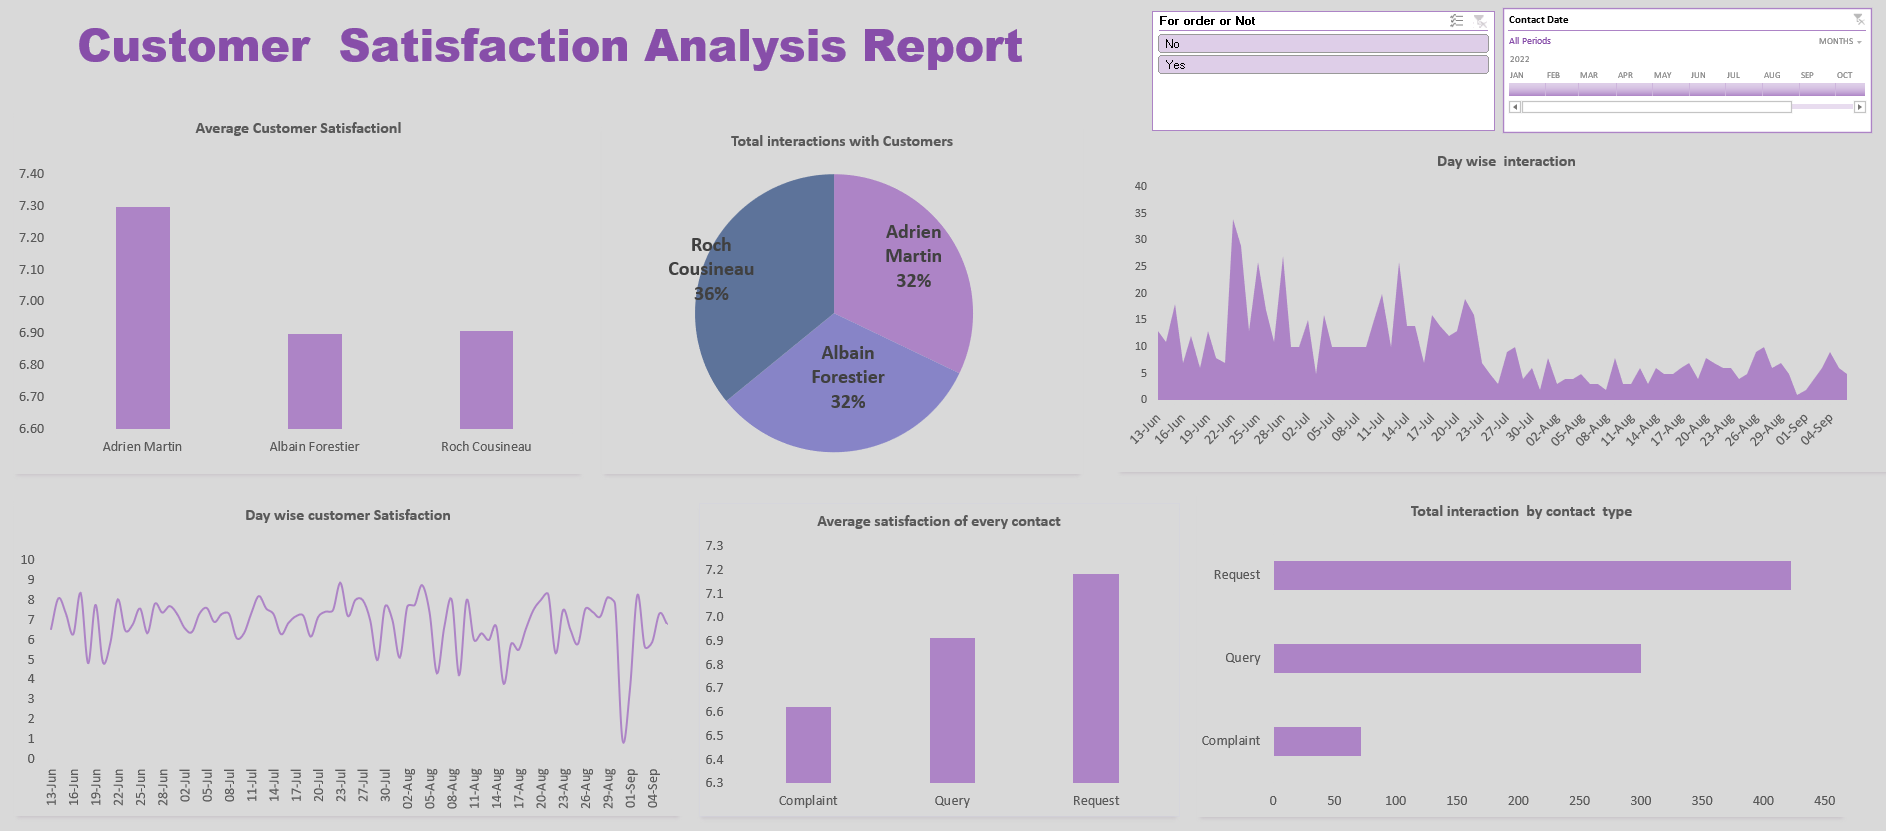 Customer  Satisfaction Analysis Report
For order or Not
No
Yes
Contact Date
All Periods
MONTHS
2022
JAN FEB MAR APR MAY JUN JUL AUG SEP OCT
Average Customer Satisfactionl
7.40
7.30
7.20
7.10
7.00
6.90
6.80
6.70
6.60
Adrien Martin
Albain Forestier
Roch Cousineau
Total interactions with Customers
Roch
Cousineau
36%
Adrien
Martin
32%
Albain
Forestier
32%
Day wise  interaction
40
35
30
25
20
15
10
5
0
13-Jun
16-Jun
19-Jun
22-Jun
25-Jun
28-Jun
02-Jul
05-Jul
08-Jul
11-Jul
14-Jul
17-Jul
20-Jul
23-Jul
27-Jul
30-Jul
02-Aug
05-Aug
08-Aug
11-Aug
14-Aug
17-Aug
20-Aug
23-Aug
26-Aug
29-Aug
01-Sep
04-Sep
Day wise customer Satisfaction
10
9
8
7
6
5
4
3
2
1
0
13-Jun
16-Jun
19-Jun
22-Jun
25-Jun
28-Jun
02-Jul
05-Jul
08-Jul
11-Jul
14-Jul
17-Jul
20-Jul
23-Jul
27-Jul
30-Jul
02-Aug
05-Aug
08-Aug
11-Aug
14-Aug
17-Aug
20-Aug
23-Aug
26-Aug
29-Aug
01-Sep
04-Sep
Average satisfaction of every contact
7.3
7.2
7.1
7.0
6.9
6.8
6.7
6.6
6.5
6.4
6.3
Complaint
Query
Request
Total interaction  by contact  type
Request
Query
Complaint
0 50 100 150 200 250 300 350 400 450